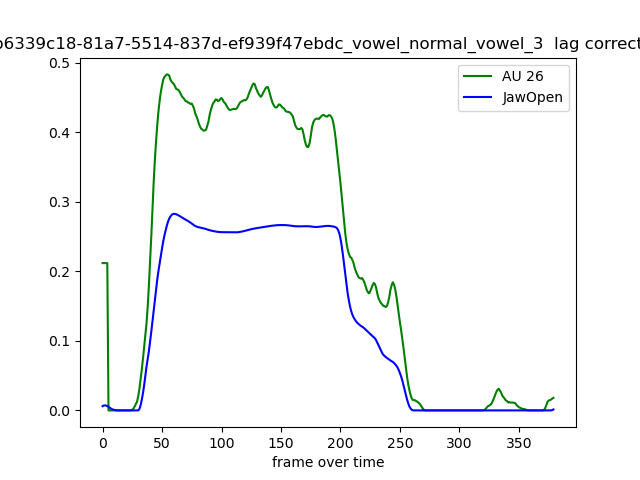 6339c18-81a7-5514-837d-ef939f47ebdc_vowel_normal_vowel_3 lag correct
AU 26
JawOpen
0.5
0.4
0.3
0.2
0.1
0.0
0 50 100 150 200 250 300 350
frame over time